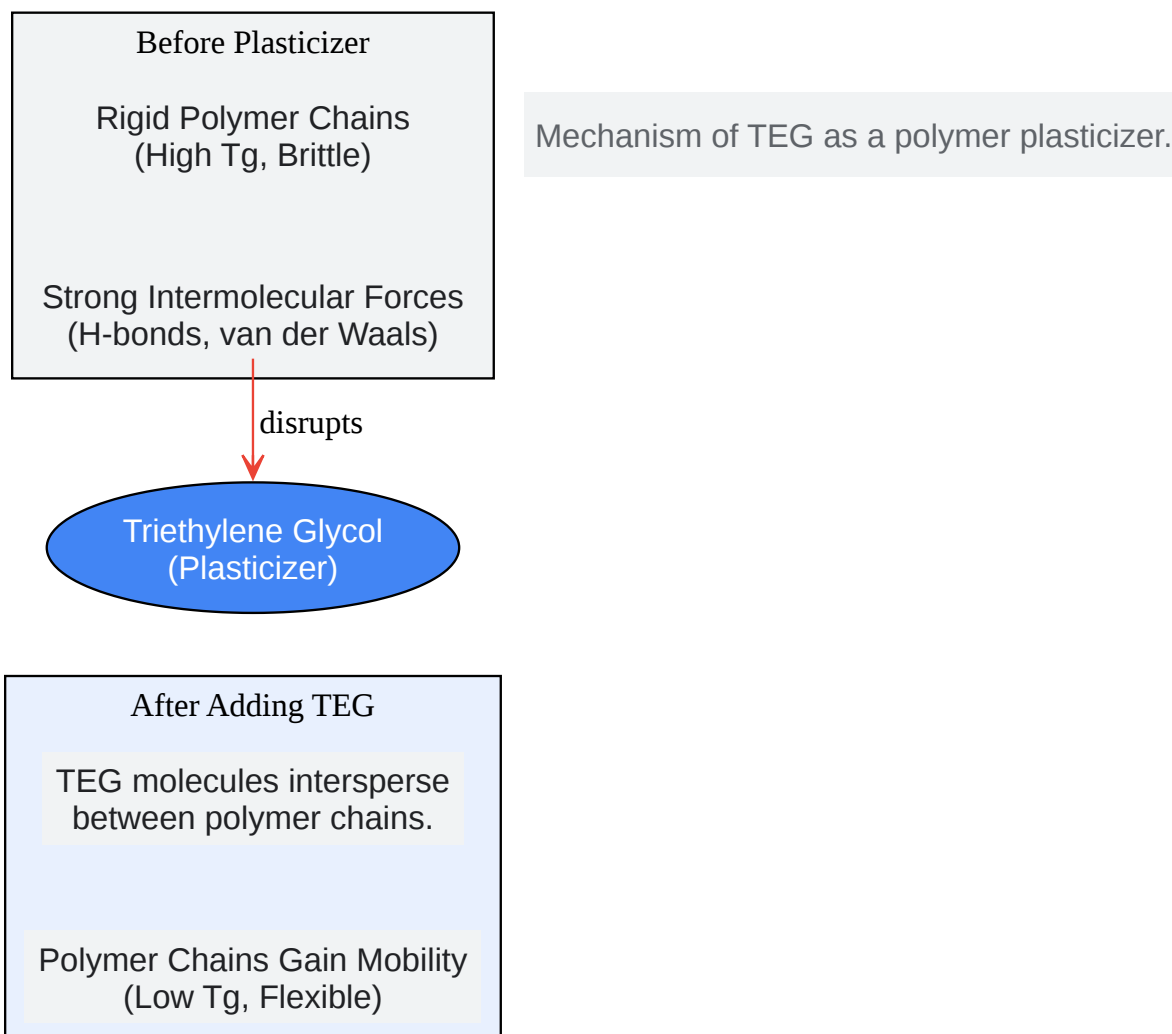 Before Plasticizer
Rigid Polymer Chains
(High Tg, Brittle)
Strong Intermolecular Forces
(H-bonds, van der Waals)
Mechanism of TEG as a polymer plasticizer.
disrupts
Triethylene Glycol
(Plasticizer)
After Adding TEG
TEG molecules intersperse
between polymer chains.
Polymer Chains Gain Mobility
(Low Tg, Flexible)